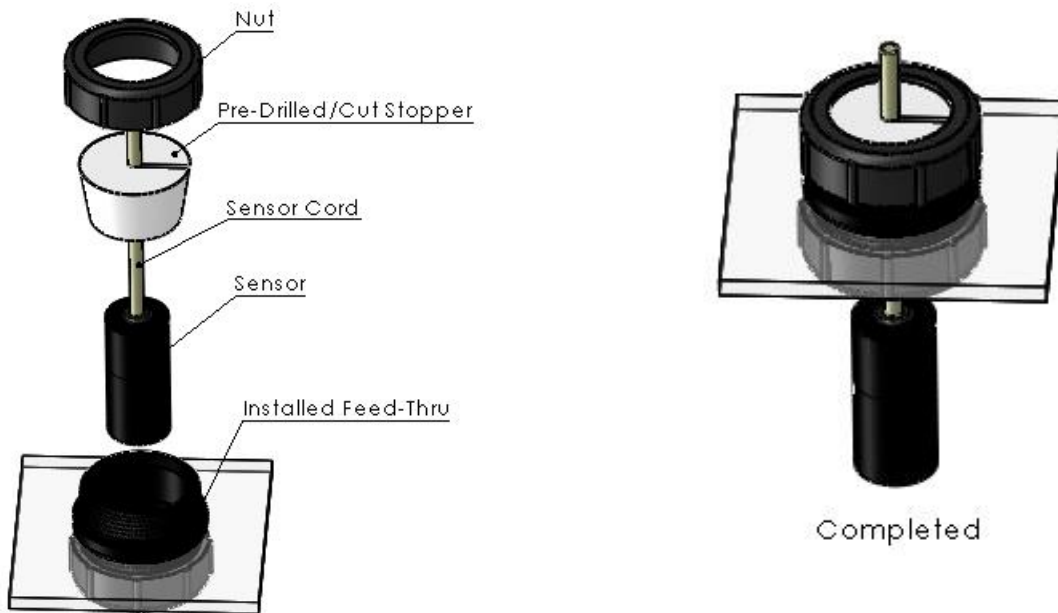 Nut
Pre-Drilled/Cut Stopper
Sensor Cord
Sensor
Installed Feed-Thru
Completed